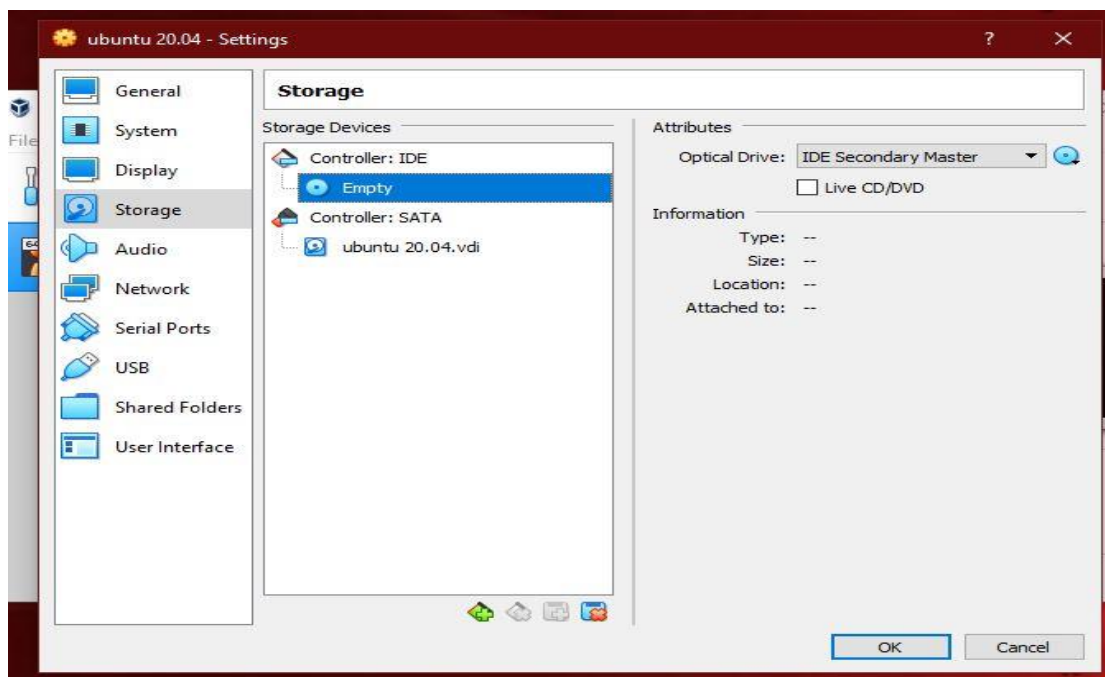 ubuntu 20.04 - Settings ? ×
File
64
General
System
Display
Storage
Audio
Network
Serial Ports
USB
Shared Folders
User Interface
Storage
Storage Devices
Controller: IDE
Empty
Controller: SATA
ubuntu 20.04.vdi
Attributes
Optical Drive: IDE Secondary Master
Live CD/DVD
Information
Type: --
Size: --
Location: --
Attached to: --
OK Cancel